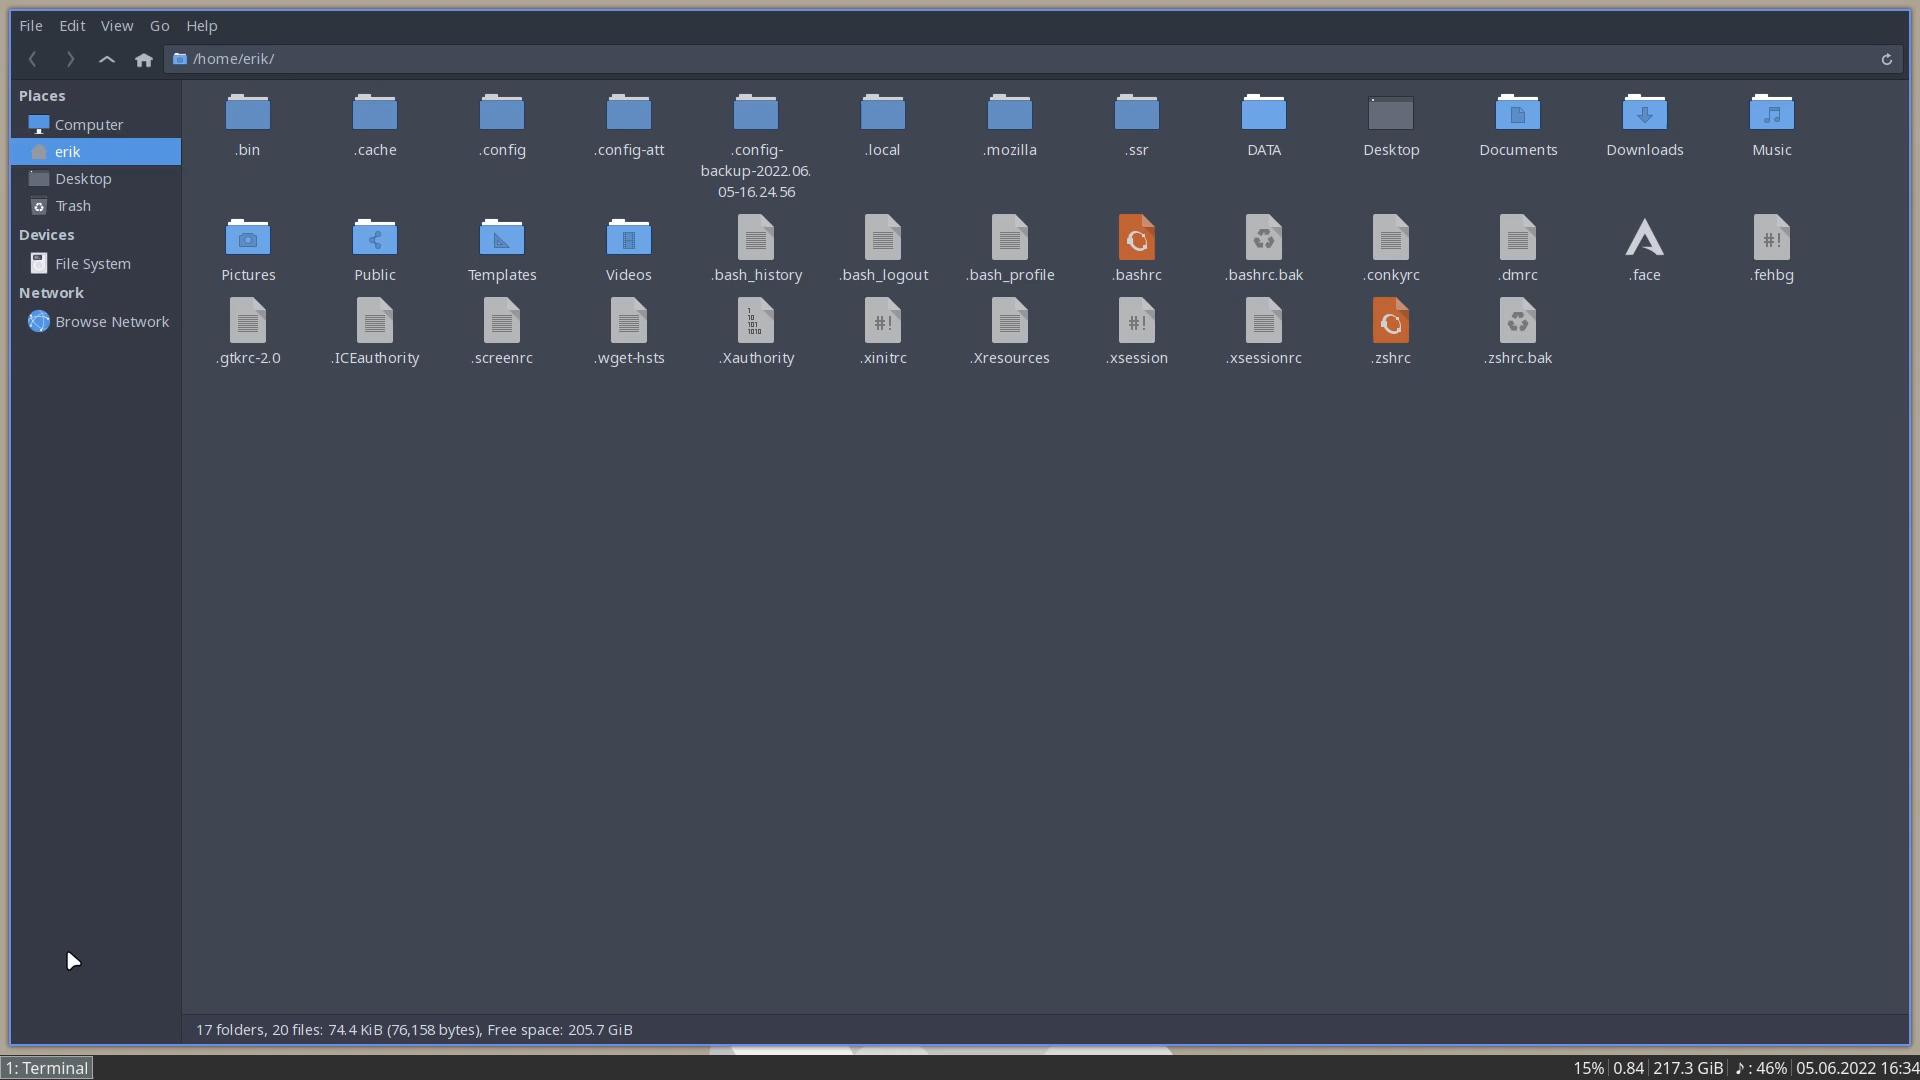 File Edit View Go Help
/home/erik/
Places
Computer
erik
Desktop
Trash
Devices
File System
Network
Browse Network
.bin .cache .config .config-att .config- .local .mozilla .ssr DATA Desktop Documents Downloads Music
backup-2022.06.
05-16.24.56
Pictures Public Templates Videos .bash_history .bash_logout .bash_profile .bashrc .bashrc.bak .conkyrc .dmrc .face .fehbg
.gtkrc-2.0 .ICEauthority .screenrc .wget-hsts .Xauthority .xinitrc .Xresources .xsession .xsessionrc .zshrc .zshrc.bak
17 folders, 20 files: 74.4 KiB (76,158 bytes), Free space: 205.7 GiB
1: Terminal 15% 0.84 217.3 GiB ♪: 46% 05.06.2022 16:34